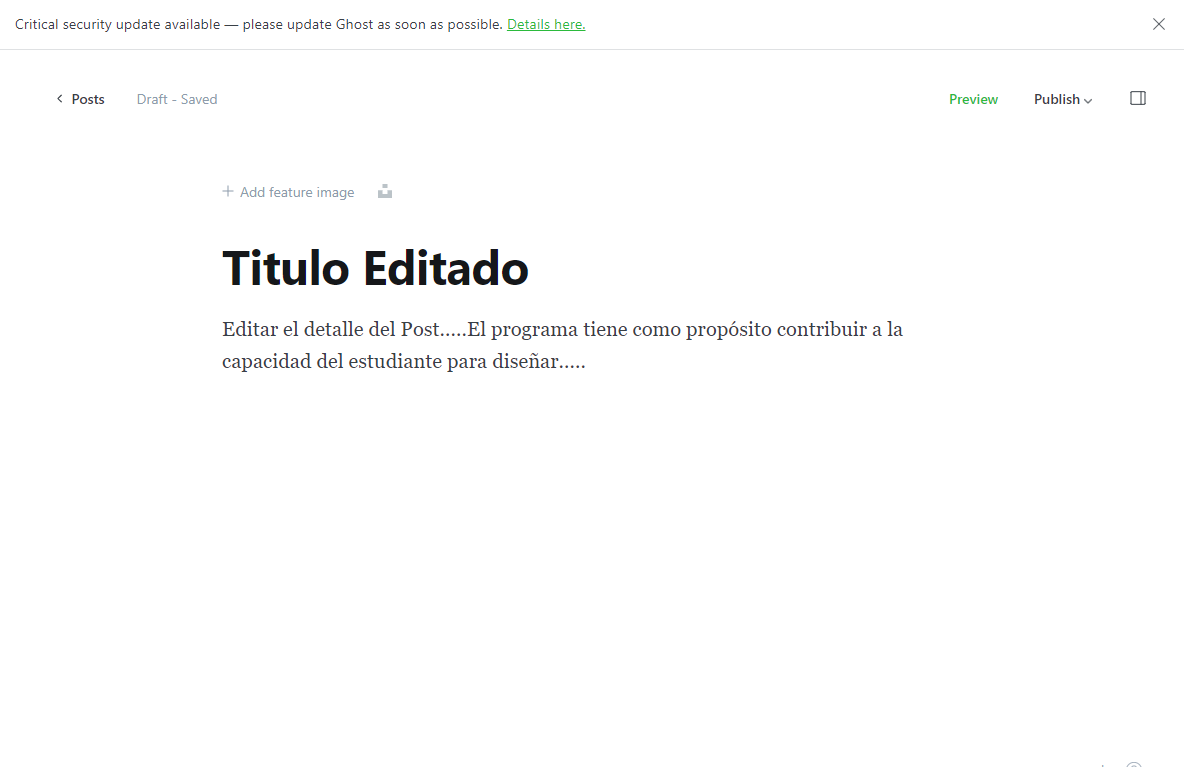 Critical security update available — please update Ghost as soon as possible. Details here.
Posts
Draft - Saved
Preview
Publish
Add feature image
Titulo Editado
Editar el detalle del Post.....El programa tiene como propósito contribuir a la
capacidad del estudiante para diseñar.....